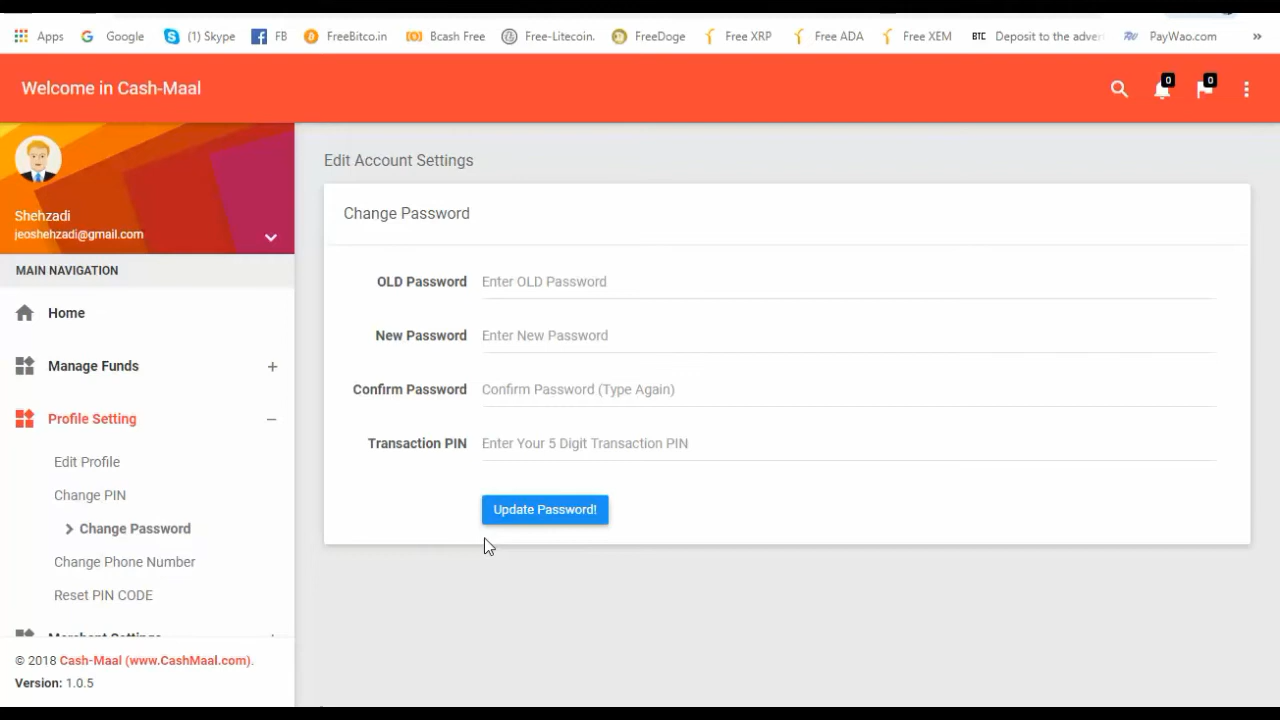 Apps Google (1) Skype FB FreeBitco.in Bcash Free Free-Litecoin. FreeDoge Free XRP Free ADA Free XEM BTC Deposit to the adver PayWao.com »
Welcome in Cash-Maal
0 0
Shehzadi
jeoshehzadi@gmail.com
MAIN NAVIGATION
Home
Manage Funds +
Profile Setting −
Edit Profile
Change PIN
Change Password
Change Phone Number
Reset PIN CODE
Merchant Settings
© 2018 Cash-Maal (www.CashMaal.com).
Version: 1.0.5
Edit Account Settings
Change Password
OLD Password Enter OLD Password
New Password Enter New Password
Confirm Password Confirm Password (Type Again)
Transaction PIN Enter Your 5 Digit Transaction PIN
Update Password!